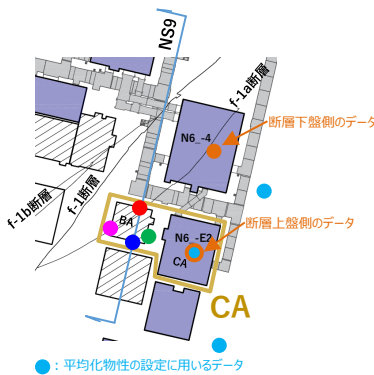 NS9
f-1a断層
断層下盤側のデータ
N6_-4
f-1断層
f-1b断層
BA
断層上盤側のデータ
N6_-E2
CA
CA
：平均化物性の設定に用いるデータ